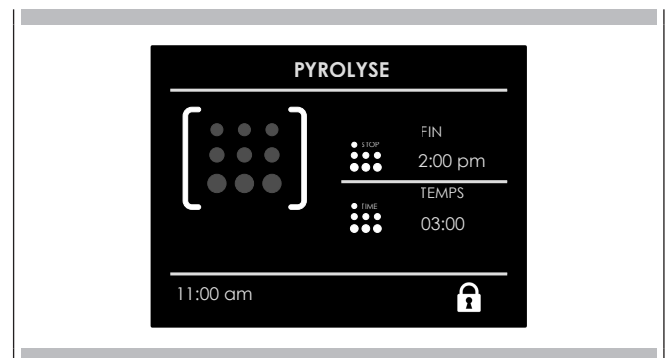 PYROLYSE
STOP
FIN
2:00 pm
TIME
TEMPS
03:00
11:00 am